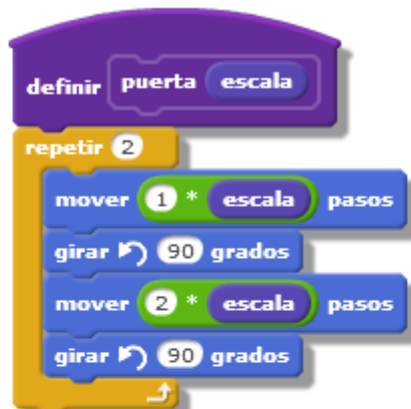 definir puerta escala
repetir 2
mover 1 * escala pasos
girar 90 grados
mover 2 * escala pasos
girar 90 grados